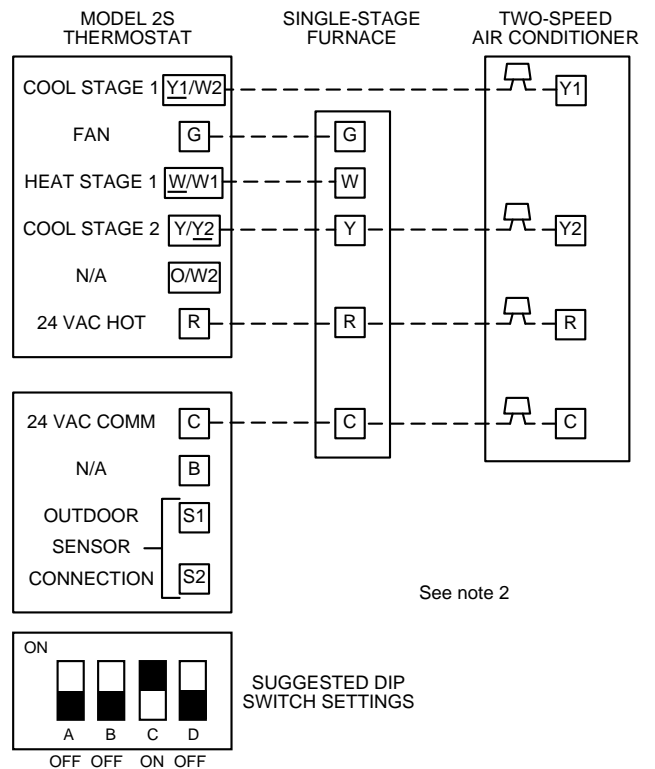 MODEL 2S
THERMOSTAT
SINGLE-STAGE
FURNACE
TWO-SPEED
AIR CONDITIONER
COOL STAGE 1 Y1/W2 Y1
FAN G G
HEAT STAGE 1 W/W1 W
COOL STAGE 2 Y/Y2 Y Y2
N/A O/W2
24 VAC HOT R R R
24 VAC COMM C C C
N/A B
OUTDOOR S1
SENSOR
CONNECTION S2
See note 2
ON
A B C D
OFF OFF ON OFF
SUGGESTED DIP
SWITCH SETTINGS